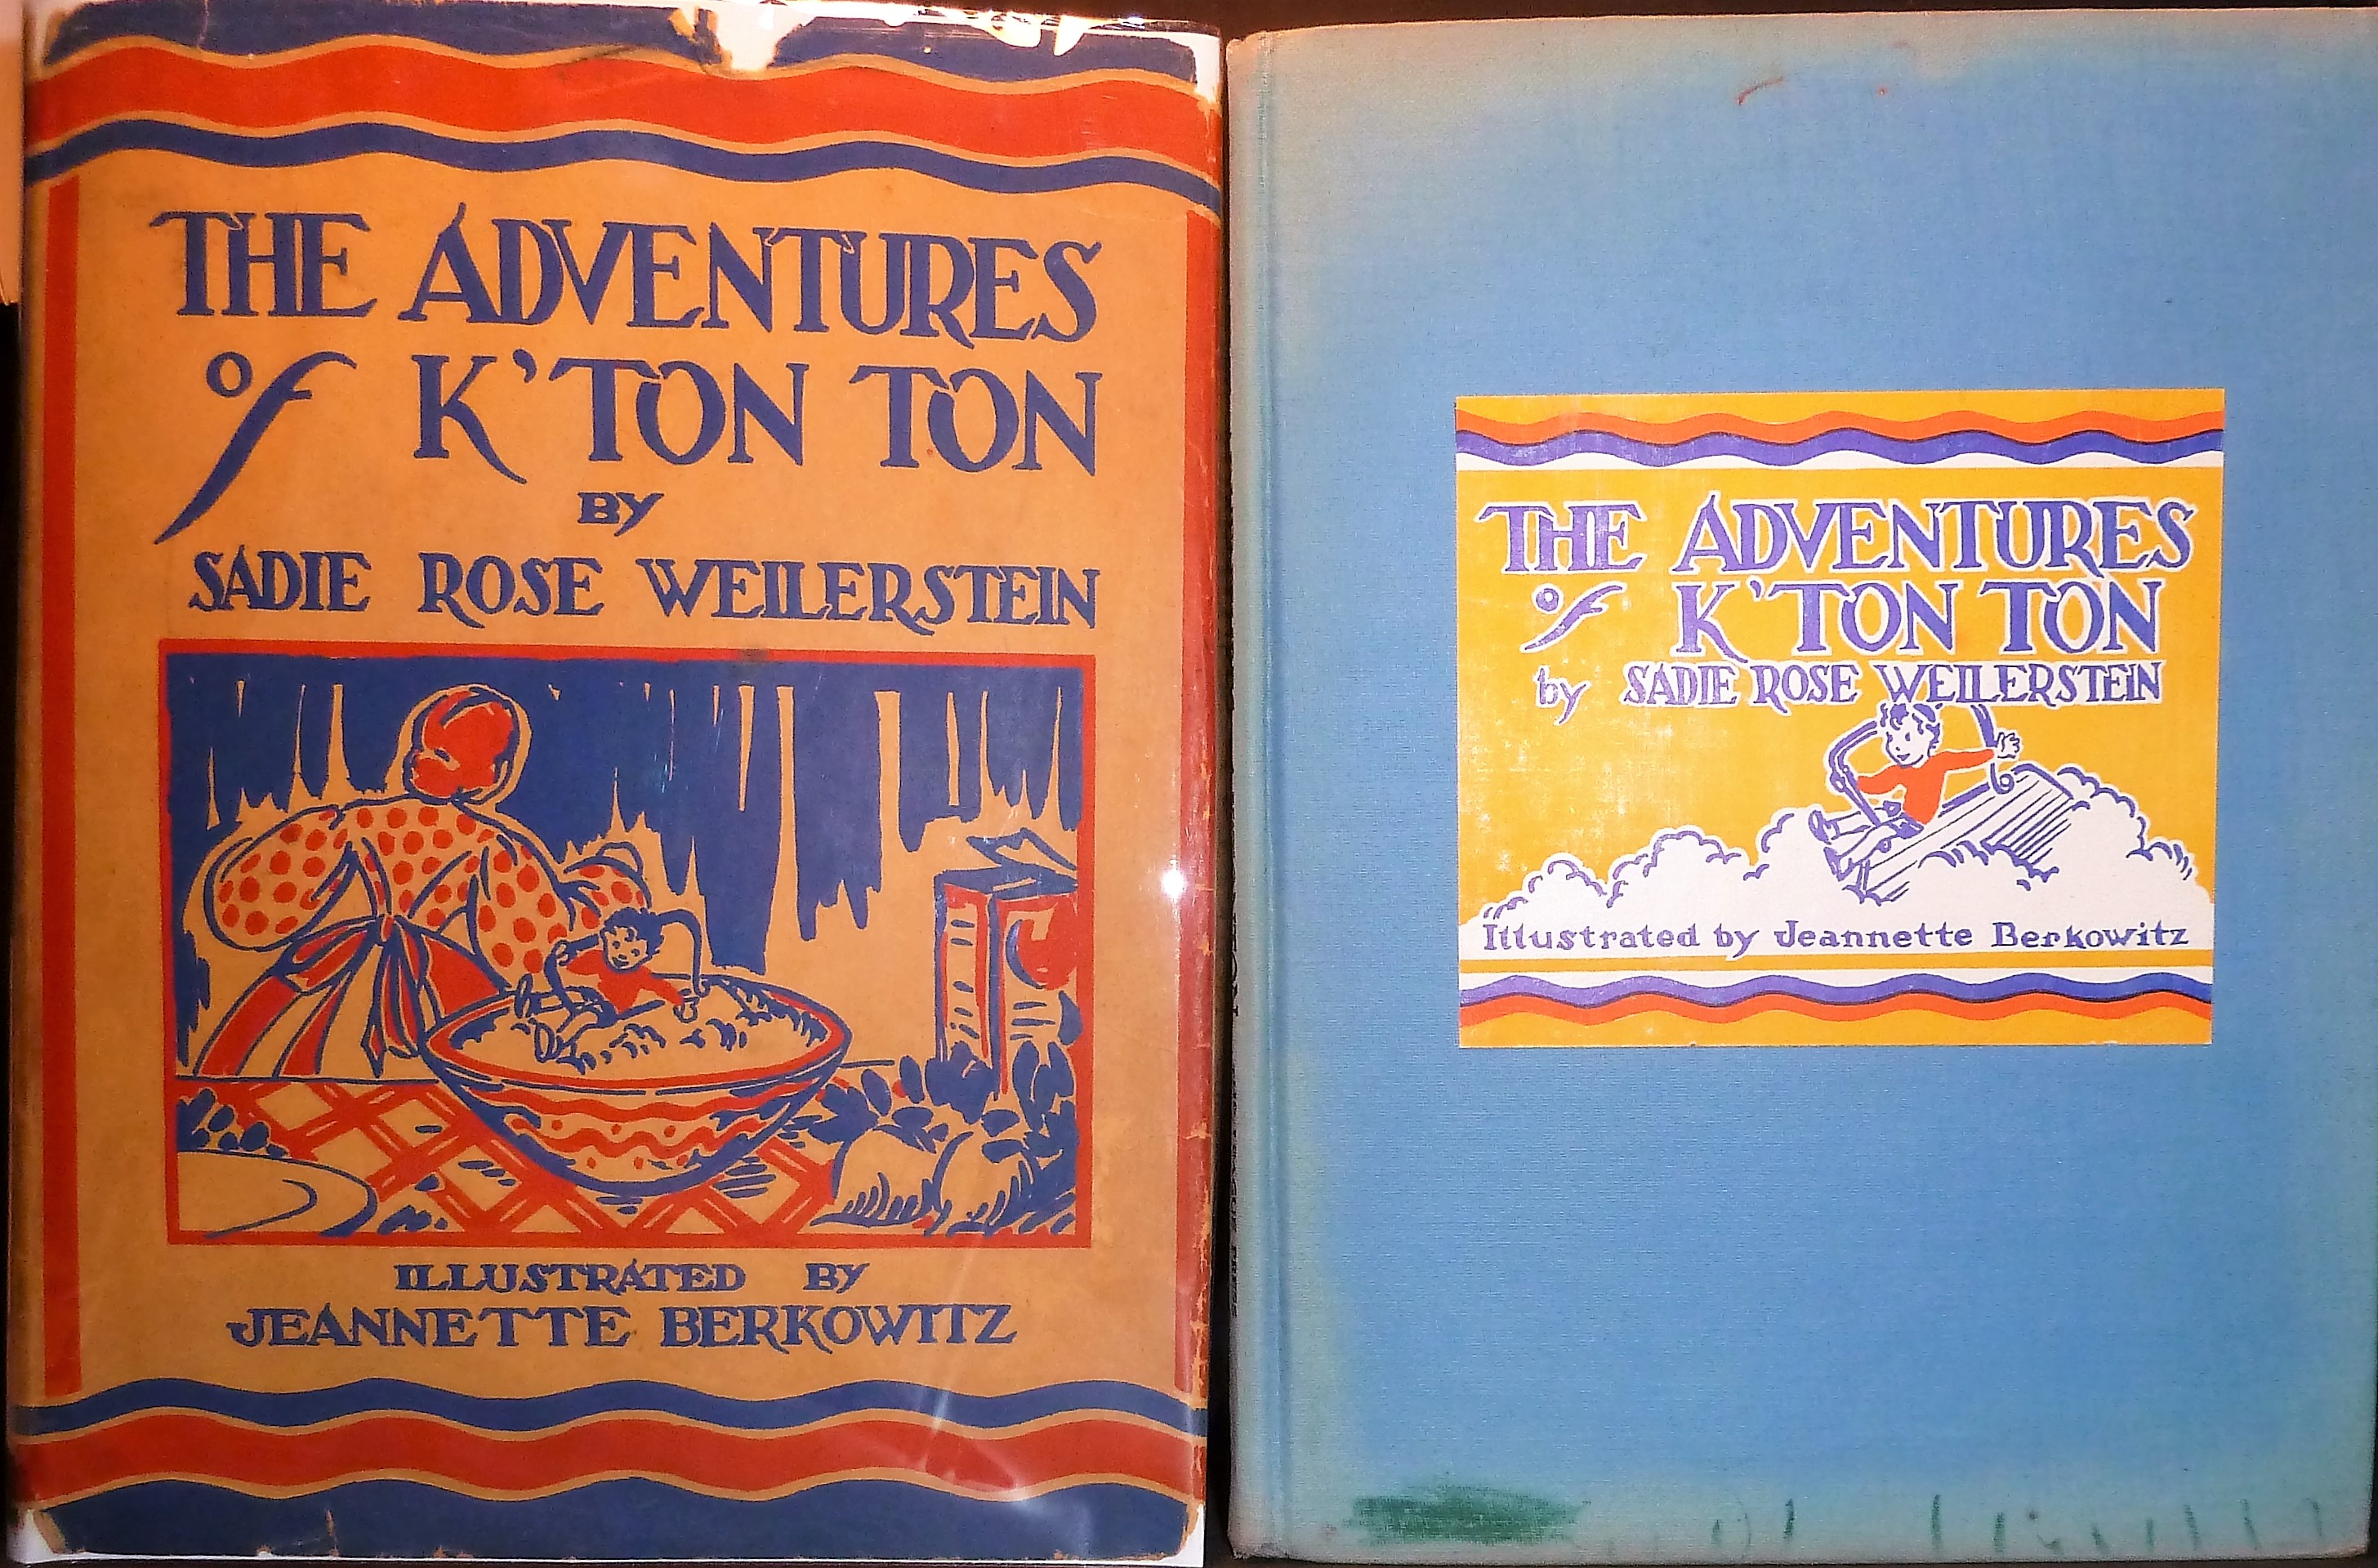 THE ADVENTURES
of K'TON TON
BY
SADIE ROSE WEILERSTEIN
ILLUSTRATED BY
JEANNETTE BERKOWITZ
THE ADVENTURES
of K'TON TON
by SADIE ROSE WEILERSTEIN
Illustrated by Jeannette Berkowitz